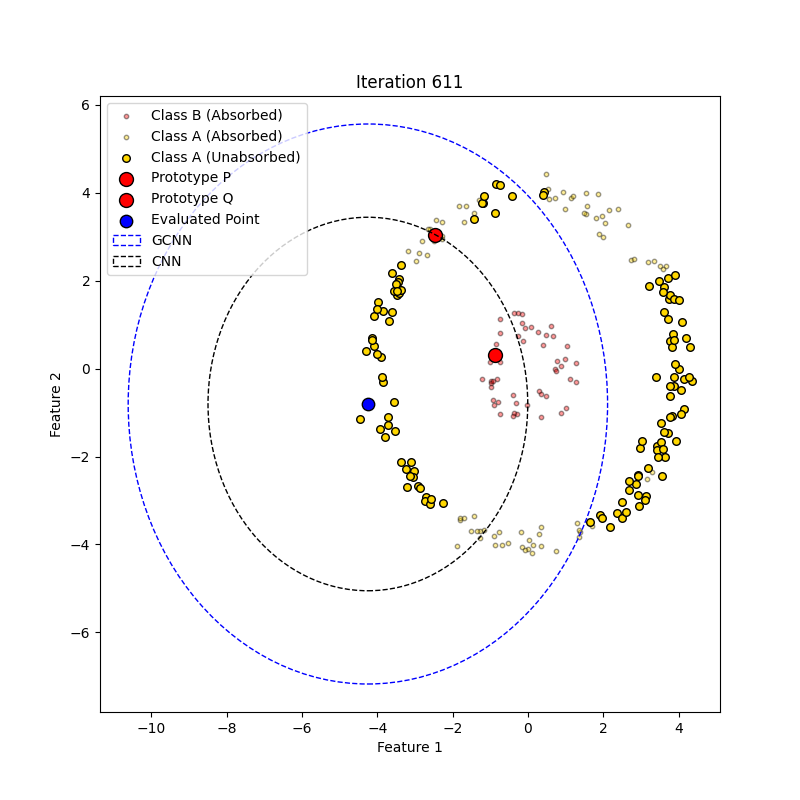 Iteration 611
Class B (Absorbed)
Class A (Absorbed)
Class A (Unabsorbed)
Prototype P
Prototype Q
Evaluated Point
GCNN
CNN
6
4
2
0
−2
−4
−6
Feature 2
−10 −8 −6 −4 −2 0 2 4
Feature 1